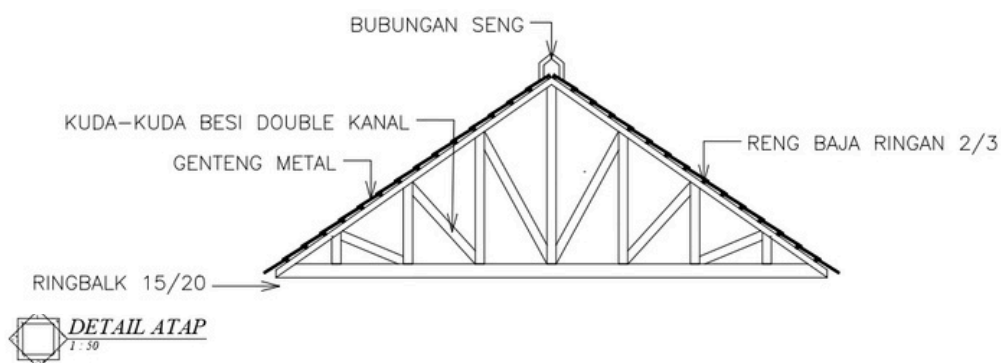 BUBUNGAN SENG
KUDA-KUDA BESI DOUBLE KANAL
GENTENG METAL
RENG BAJA RINGAN 2/3
RINGBALK 15/20
DETAIL ATAP
1 : 50